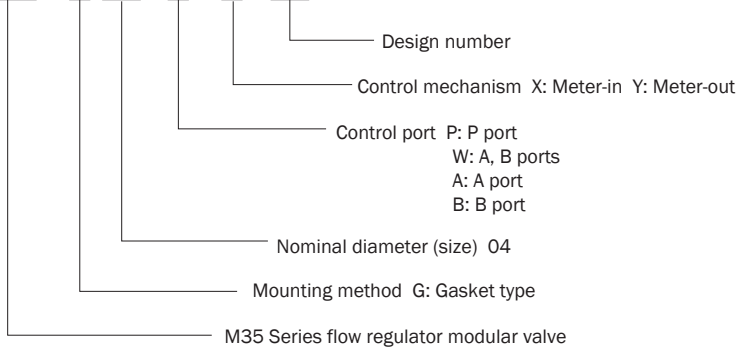 Design number
Control mechanism X: Meter-in Y: Meter-out
Control port P: P port
W: A, B ports
A: A port
B: B port
Nominal diameter (size) 04
Mounting method G: Gasket type
M35 Series flow regulator modular valve